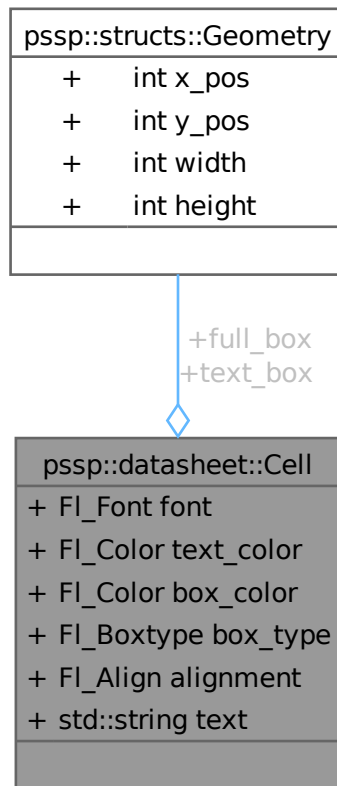 pssp::structs::Geometry
+ int x_pos
+ int y_pos
+ int width
+ int height
+full_box
+text_box
pssp::datasheet::Cell
+ Fl_Font font
+ Fl_Color text_color
+ Fl_Color box_color
+ Fl_Boxtype box_type
+ Fl_Align alignment
+ std::string text